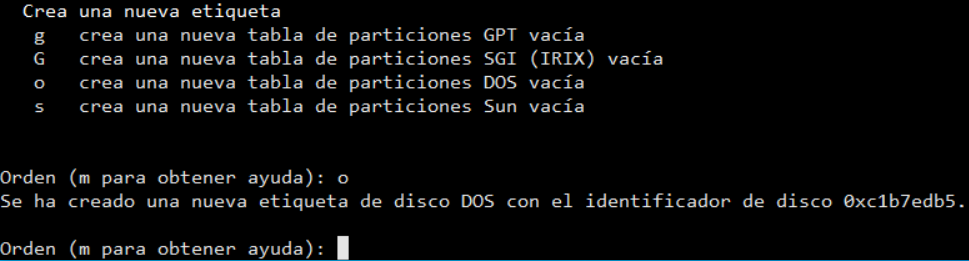 Crea una nueva etiqueta
g   crea una nueva tabla de particiones GPT vacía
G   crea una nueva tabla de particiones SGI (IRIX) vacía
o   crea una nueva tabla de particiones DOS vacía
s   crea una nueva tabla de particiones Sun vacía
Orden (m para obtener ayuda): o
Se ha creado una nueva etiqueta de disco DOS con el identificador de disco 0xc1b7edb5.
Orden (m para obtener ayuda):